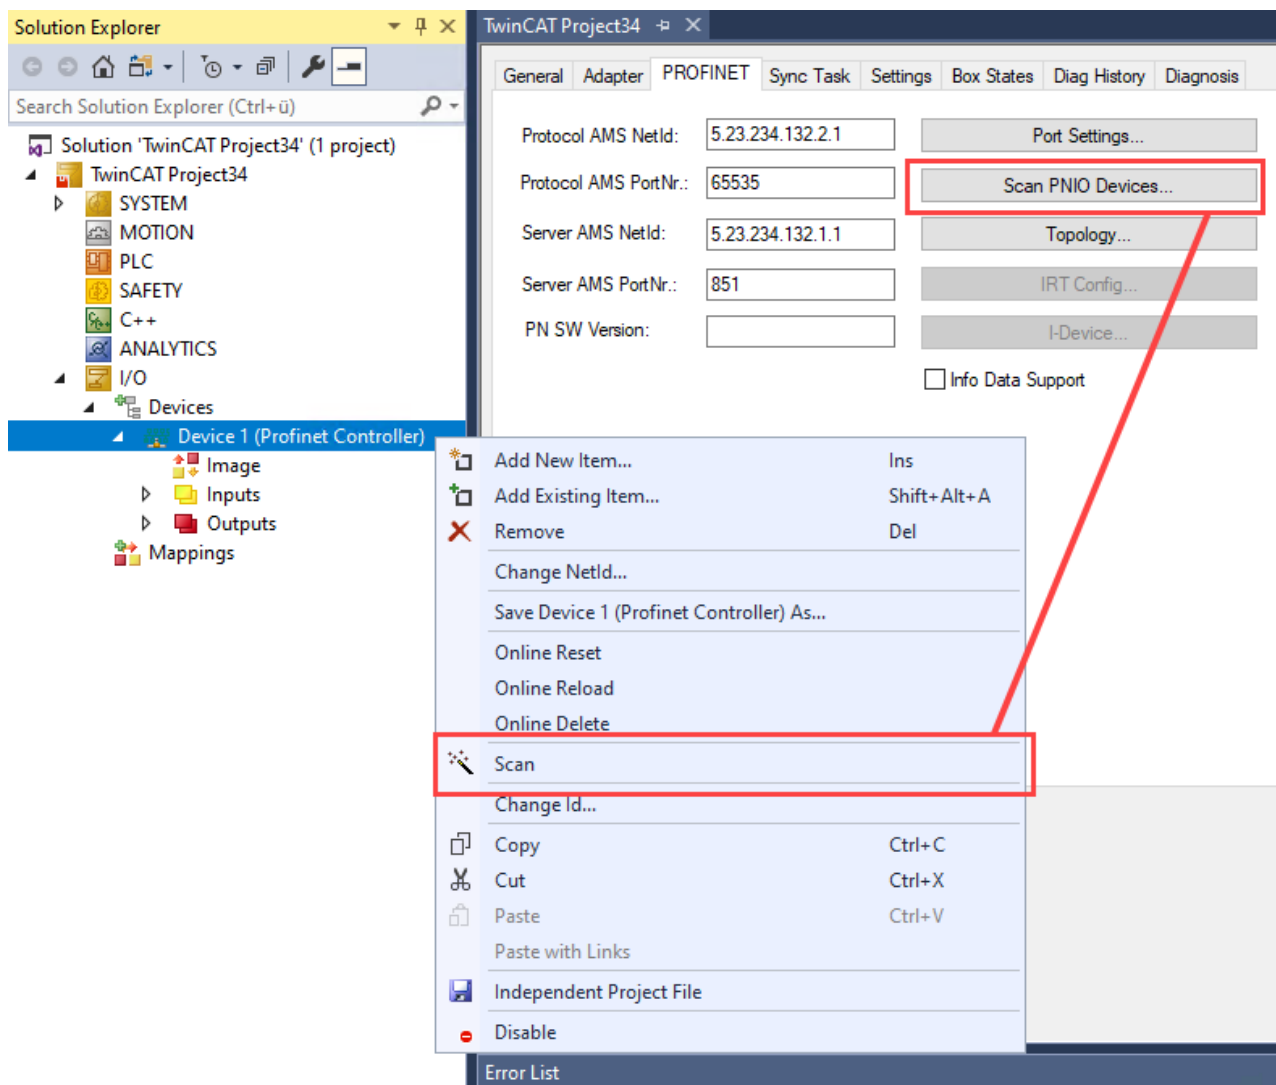 Solution Explorer
Search Solution Explorer (Ctrl+ü)
Solution 'TwinCAT Project34' (1 project)
TwinCAT Project34
SYSTEM
MOTION
PLC
SAFETY
C++
ANALYTICS
I/O
Devices
Device 1 (Profinet Controller)
Image
Inputs
Outputs
Mappings
TwinCAT Project34
General Adapter PROFINET Sync Task Settings Box States Diag History Diagnosis
Protocol AMS NetId: 5.23.234.132.2.1 Port Settings...
Protocol AMS PortNr.: 65535 Scan PNIO Devices...
Server AMS NetId: 5.23.234.132.1.1 Topology...
Server AMS PortNr.: 851 IRT Config...
PN SW Version: I-Device...
Info Data Support
Add New Item... Ins
Add Existing Item... Shift+Alt+A
Remove Del
Change NetId...
Save Device 1 (Profinet Controller) As...
Online Reset
Online Reload
Online Delete
Scan
Change Id...
Copy Ctrl+C
Cut Ctrl+X
Paste Ctrl+V
Paste with Links
Independent Project File
Disable
Error List